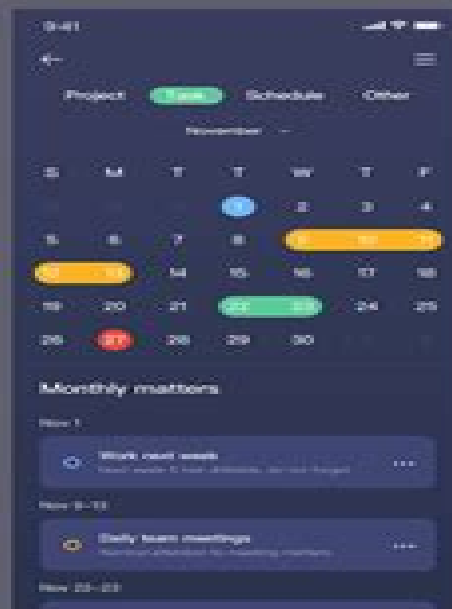 9:41
Project Task Schedule Other
November
S M T T W T F
1 2 3 4
5 6 7 8 9 10 11
12 13 14 15 16 17 18
19 20 21 22 23 24 25
26 27 28 29 30
Monthly matters
Nov 1
Work next week
Nov 9-13
Daily team meetings
Nov 22-23